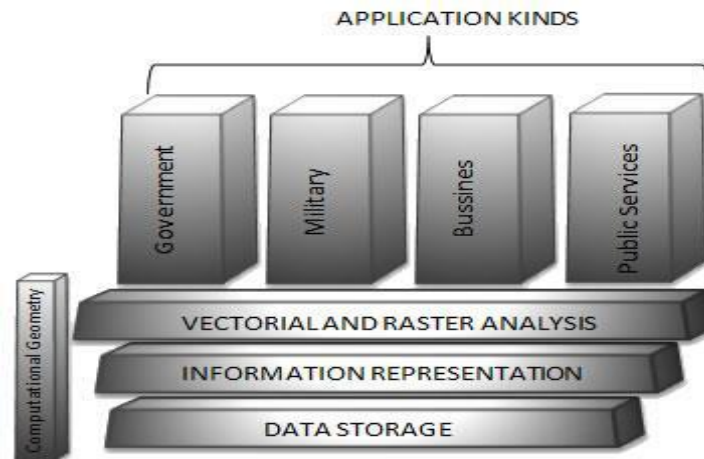 APPLICATION KINDS
Government
Military
Bussines
Public Services
Computational Geometry
VECTORIAL AND RASTER ANALYSIS
INFORMATION REPRESENTATION
DATA STORAGE